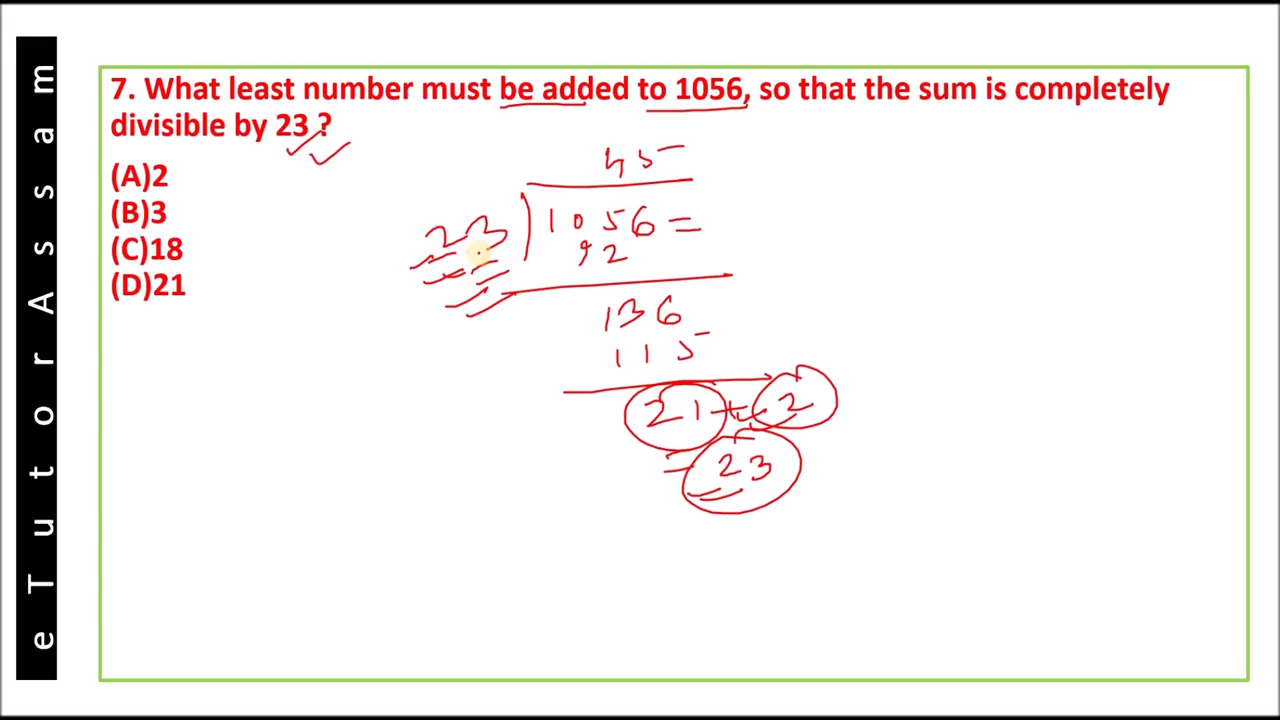 7. What least number must be added to 1056, so that the sum is completely
divisible by 23 ?
(A)2
(B)3
(C)18
(D)21
45
23) 1056 =
92
136
115
21 + 2
= 23
eTutorAssam